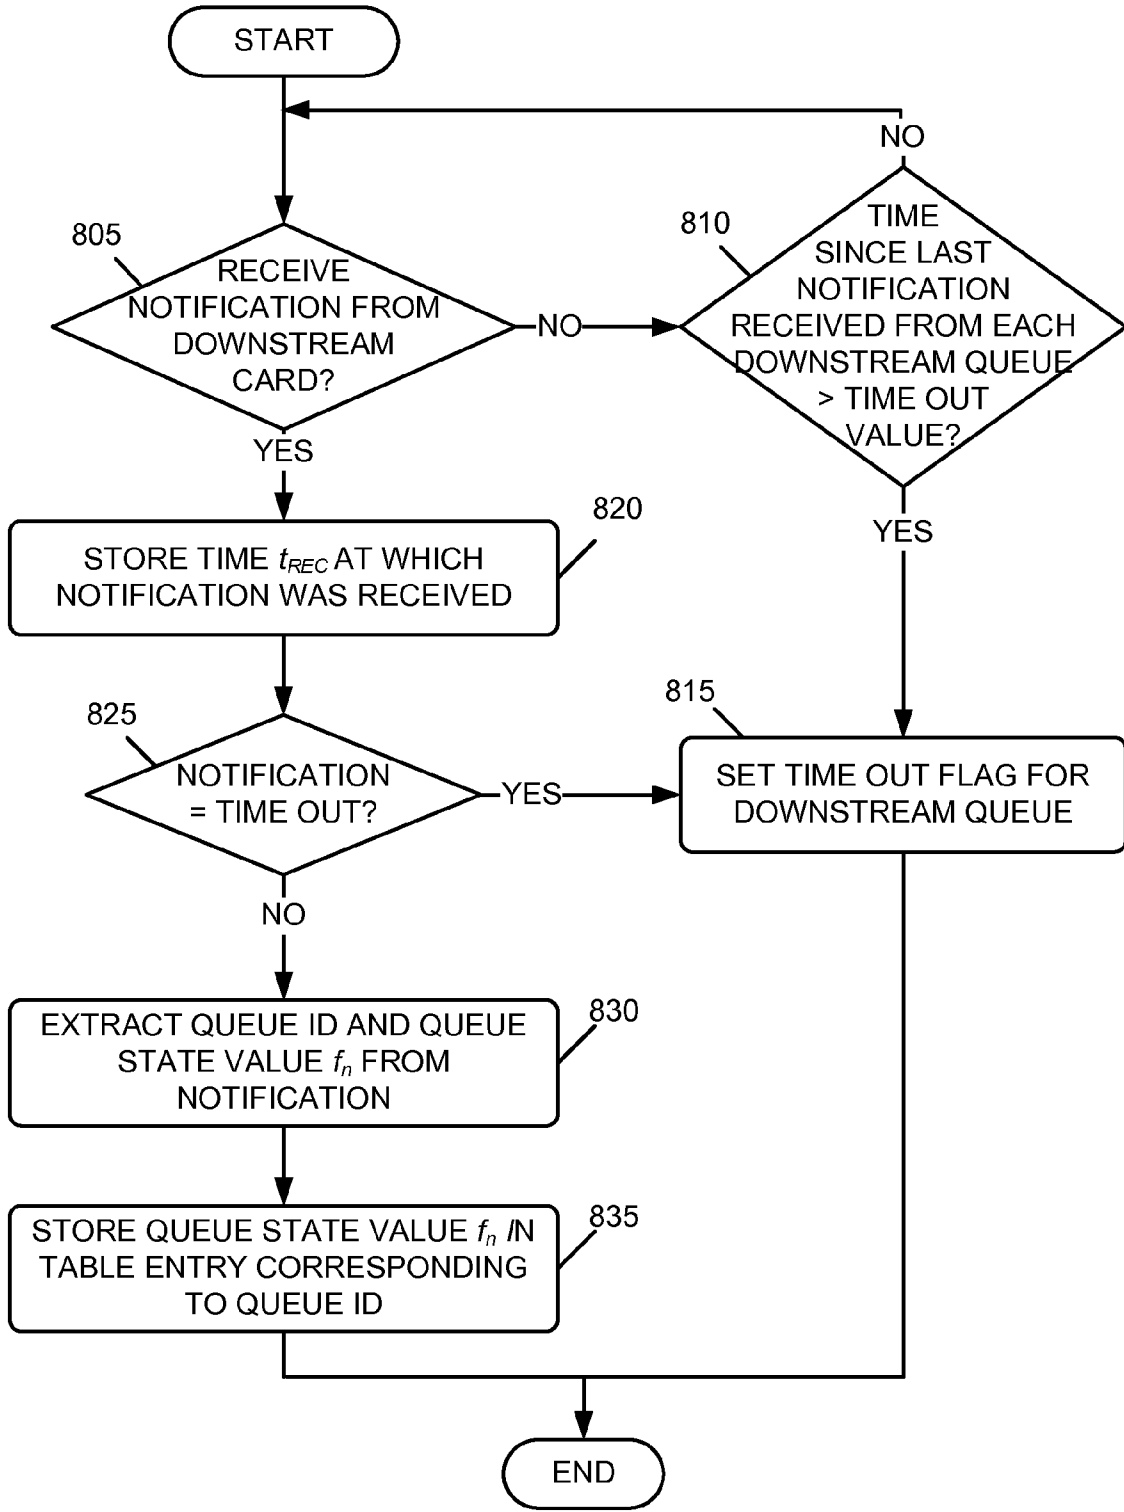 START
NO
805
RECEIVE
NOTIFICATION FROM
DOWNSTREAM
CARD?
NO
810
TIME
SINCE LAST
NOTIFICATION
RECEIVED FROM EACH
DOWNSTREAM QUEUE
> TIME OUT
VALUE?
YES
YES
820
STORE TIME tREC AT WHICH
NOTIFICATION WAS RECEIVED
825
NOTIFICATION
= TIME OUT?
YES
815
SET TIME OUT FLAG FOR
DOWNSTREAM QUEUE
NO
830
EXTRACT QUEUE ID AND QUEUE
STATE VALUE fn FROM
NOTIFICATION
835
STORE QUEUE STATE VALUE fn IN
TABLE ENTRY CORRESPONDING
TO QUEUE ID
END